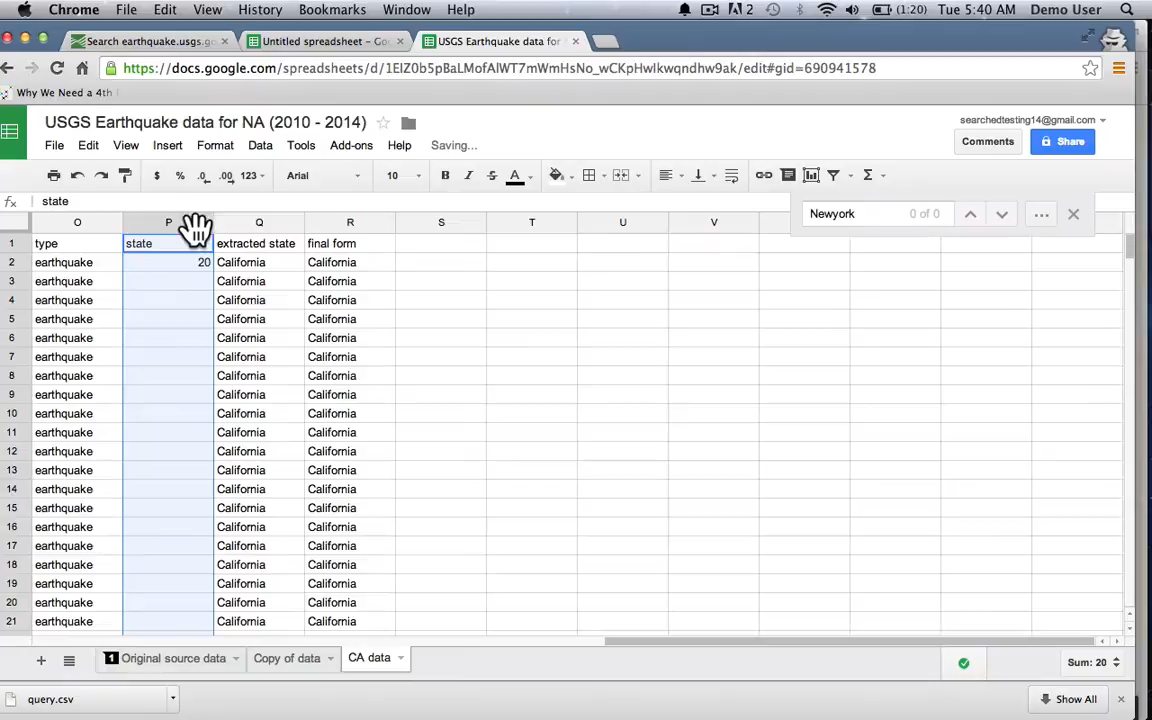 Chrome File Edit View History Bookmarks Window Help 2 (1:20) Tue 5:40 AM Demo User
Search earthquake.usgs.g
Untitled spreadsheet - Goo
USGS Earthquake data for
https://docs.google.com/spreadsheets/d/1EIZ0b5pBaLMofAlWT7mWmHsNo_wCKpHwlkwqndhw9ak/edit#gid=690941578
Why We Need a 4th
USGS Earthquake data for NA (2010 - 2014)
searchedtesting14@gmail.com
File Edit View Insert Format Data Tools Add-ons Help Saving...
Comments Share
$ % .0 .00 123 Arial 10 B I S A Σ
fx state
Newyork 0 of 0
O P Q R S T U V
1 type state extracted state final form
2 earthquake 20 California California
3 earthquake California California
4 earthquake California California
5 earthquake California California
6 earthquake California California
7 earthquake California California
8 earthquake California California
9 earthquake California California
10 earthquake California California
11 earthquake California California
12 earthquake California California
13 earthquake California California
14 earthquake California California
15 earthquake California California
16 earthquake California California
17 earthquake California California
18 earthquake California California
19 earthquake California California
20 earthquake California California
21 earthquake California California
1 Original source data Copy of data CA data Sum: 20
query.csv Show All